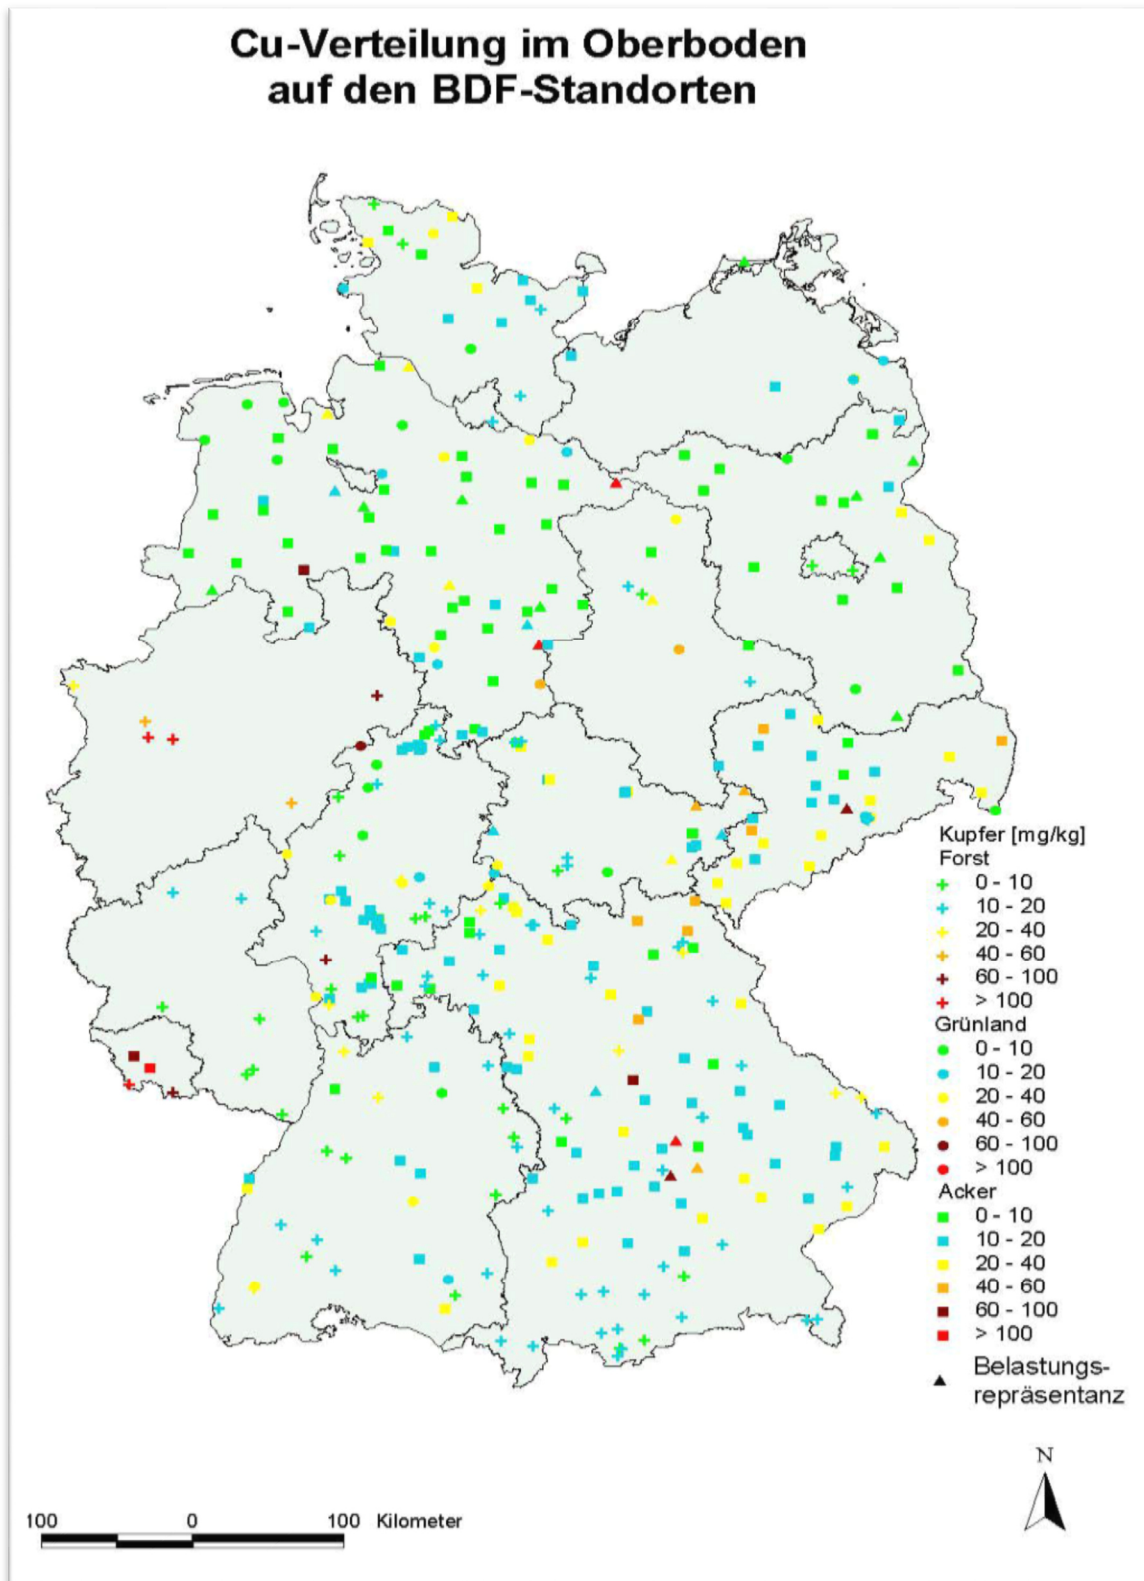 Cu-Verteilung im Oberboden
auf den BDF-Standorten
Kupfer [mg/kg]
Forst
0 - 10
10 - 20
20 - 40
40 - 60
60 - 100
> 100
Grünland
0 - 10
10 - 20
20 - 40
40 - 60
60 - 100
> 100
Acker
0 - 10
10 - 20
20 - 40
40 - 60
60 - 100
> 100
Belastungs-
repräsentanz
N
100 0 100 Kilometer